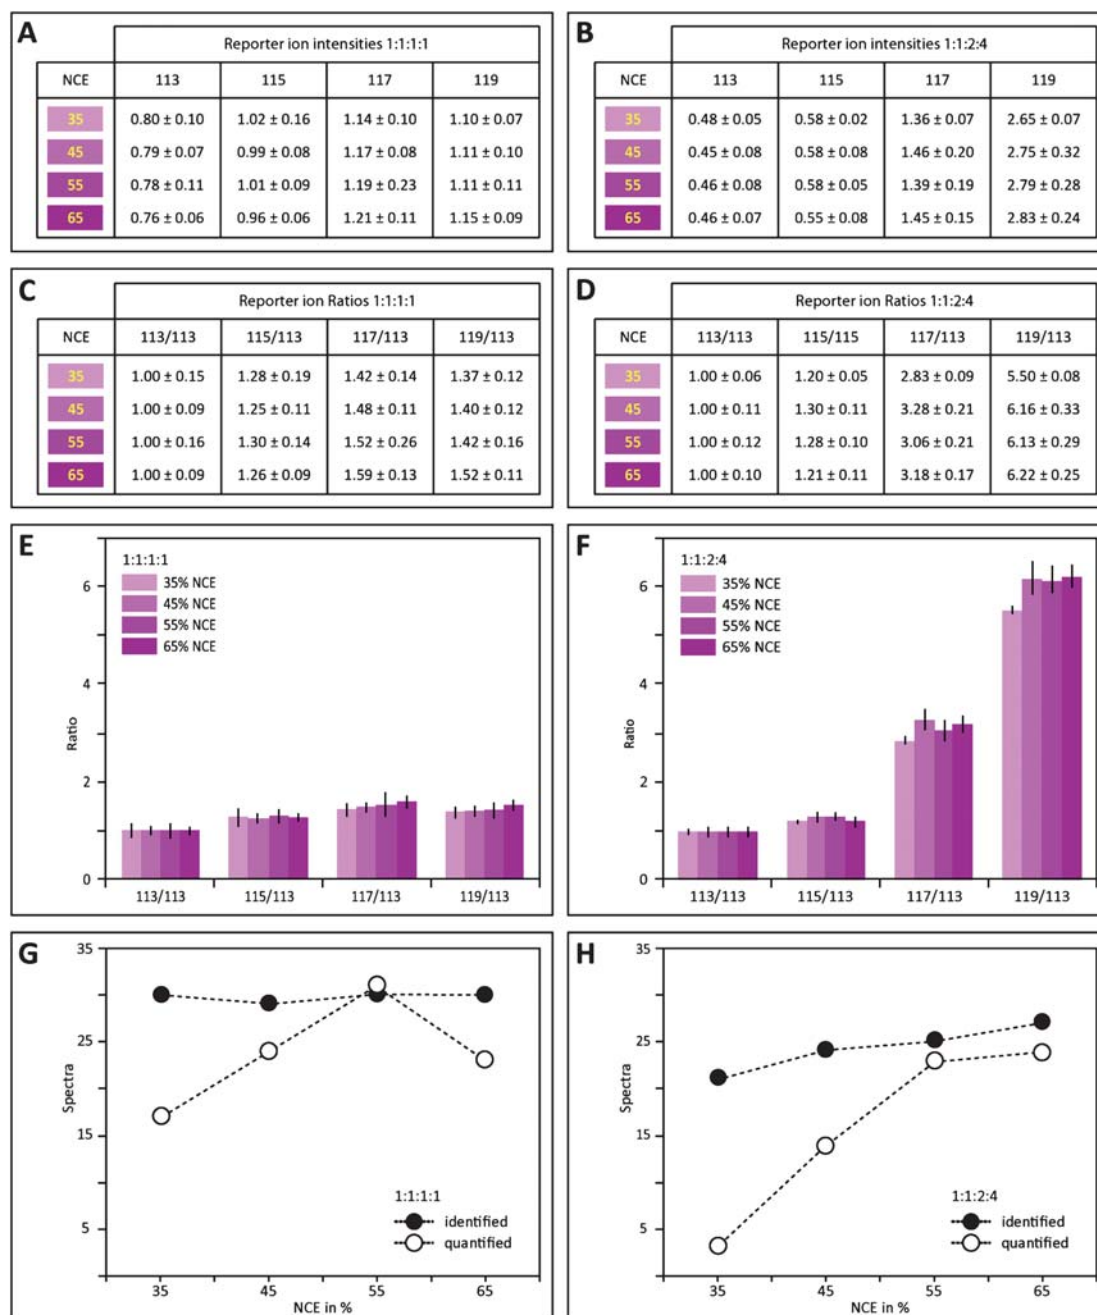 A
Reporter ion intensities 1:1:1:1
NCE 113 115 117 119
35 0.80 ± 0.10 1.02 ± 0.16 1.14 ± 0.10 1.10 ± 0.07
45 0.79 ± 0.07 0.99 ± 0.08 1.17 ± 0.08 1.11 ± 0.10
55 0.78 ± 0.11 1.01 ± 0.09 1.19 ± 0.23 1.11 ± 0.11
65 0.76 ± 0.06 0.96 ± 0.06 1.21 ± 0.11 1.15 ± 0.09
B
Reporter ion intensities 1:1:2:4
NCE 113 115 117 119
35 0.48 ± 0.05 0.58 ± 0.02 1.36 ± 0.07 2.65 ± 0.07
45 0.45 ± 0.08 0.58 ± 0.08 1.46 ± 0.20 2.75 ± 0.32
55 0.46 ± 0.08 0.58 ± 0.05 1.39 ± 0.19 2.79 ± 0.28
65 0.46 ± 0.07 0.55 ± 0.08 1.45 ± 0.15 2.83 ± 0.24
C
Reporter ion Ratios 1:1:1:1
NCE 113/113 115/113 117/113 119/113
35 1.00 ± 0.15 1.28 ± 0.19 1.42 ± 0.14 1.37 ± 0.12
45 1.00 ± 0.09 1.25 ± 0.11 1.48 ± 0.11 1.40 ± 0.12
55 1.00 ± 0.16 1.30 ± 0.14 1.52 ± 0.26 1.42 ± 0.16
65 1.00 ± 0.09 1.26 ± 0.09 1.59 ± 0.13 1.52 ± 0.11
D
Reporter ion Ratios 1:1:2:4
NCE 113/113 115/115 117/113 119/113
35 1.00 ± 0.06 1.20 ± 0.05 2.83 ± 0.09 5.50 ± 0.08
45 1.00 ± 0.11 1.30 ± 0.11 3.28 ± 0.21 6.16 ± 0.33
55 1.00 ± 0.12 1.28 ± 0.10 3.06 ± 0.21 6.13 ± 0.29
65 1.00 ± 0.10 1.21 ± 0.11 3.18 ± 0.17 6.22 ± 0.25
E
1:1:1:1
35% NCE
45% NCE
55% NCE
65% NCE
Ratio
6
4
2
0
113/113 115/113 117/113 119/113
F
1:1:2:4
35% NCE
45% NCE
55% NCE
65% NCE
Ratio
6
4
2
0
113/113 115/113 117/113 119/113
G
Spectra
35
25
15
5
1:1:1:1
identified
quantified
35 45 55 65
NCE in %
H
Spectra
35
25
15
5
1:1:2:4
identified
quantified
35 45 55 65
NCE in %